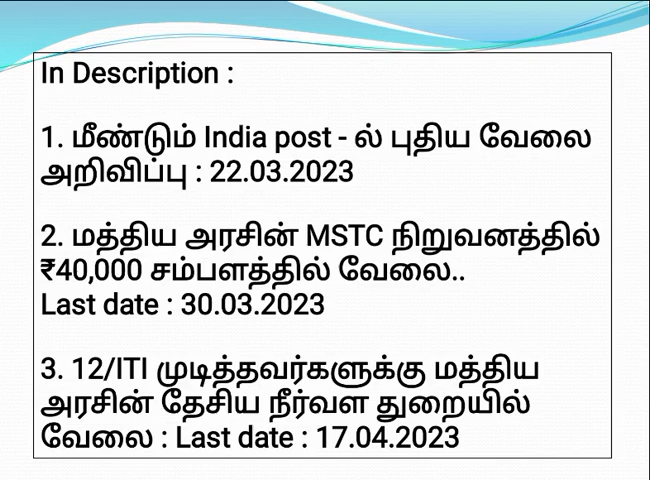 In Description :
1. மீண்டும் India post - ல் புதிய வேலை
அறிவிப்பு : 22.03.2023
2. மத்திய அரசின் MSTC நிறுவனத்தில்
₹40,000 சம்பளத்தில் வேலை..
Last date : 30.03.2023
3. 12/ITI முடித்தவர்களுக்கு மத்திய
அரசின் தேசிய நீர்வள துறையில்
வேலை : Last date : 17.04.2023